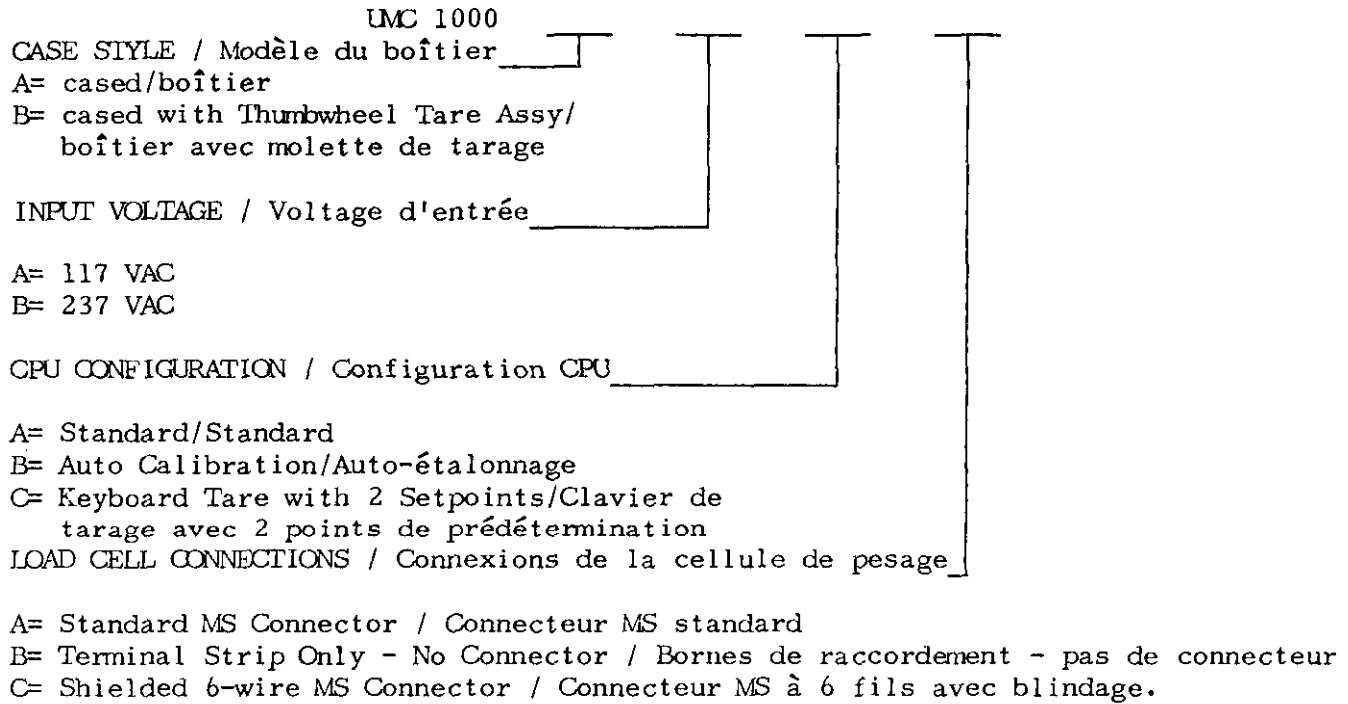 UMC 1000
CASE STYLE / Modèle du boîtier
A= cased/boîtier
B= cased with Thumbwheel Tare Assy/
boîtier avec molette de tarage
INPUT VOLTAGE / Voltage d'entrée
A= 117 VAC
B= 237 VAC
CPU CONFIGURATION / Configuration CPU
A= Standard/Standard
B= Auto Calibration/Auto-étalonnage
C= Keyboard Tare with 2 Setpoints/Clavier de
tarage avec 2 points de prédétermination
LOAD CELL CONNECTIONS / Connexions de la cellule de pesage
A= Standard MS Connector / Connecteur MS standard
B= Terminal Strip Only - No Connector / Bornes de raccordement - pas de connecteur
C= Shielded 6-wire MS Connector / Connecteur MS à 6 fils avec blindage.